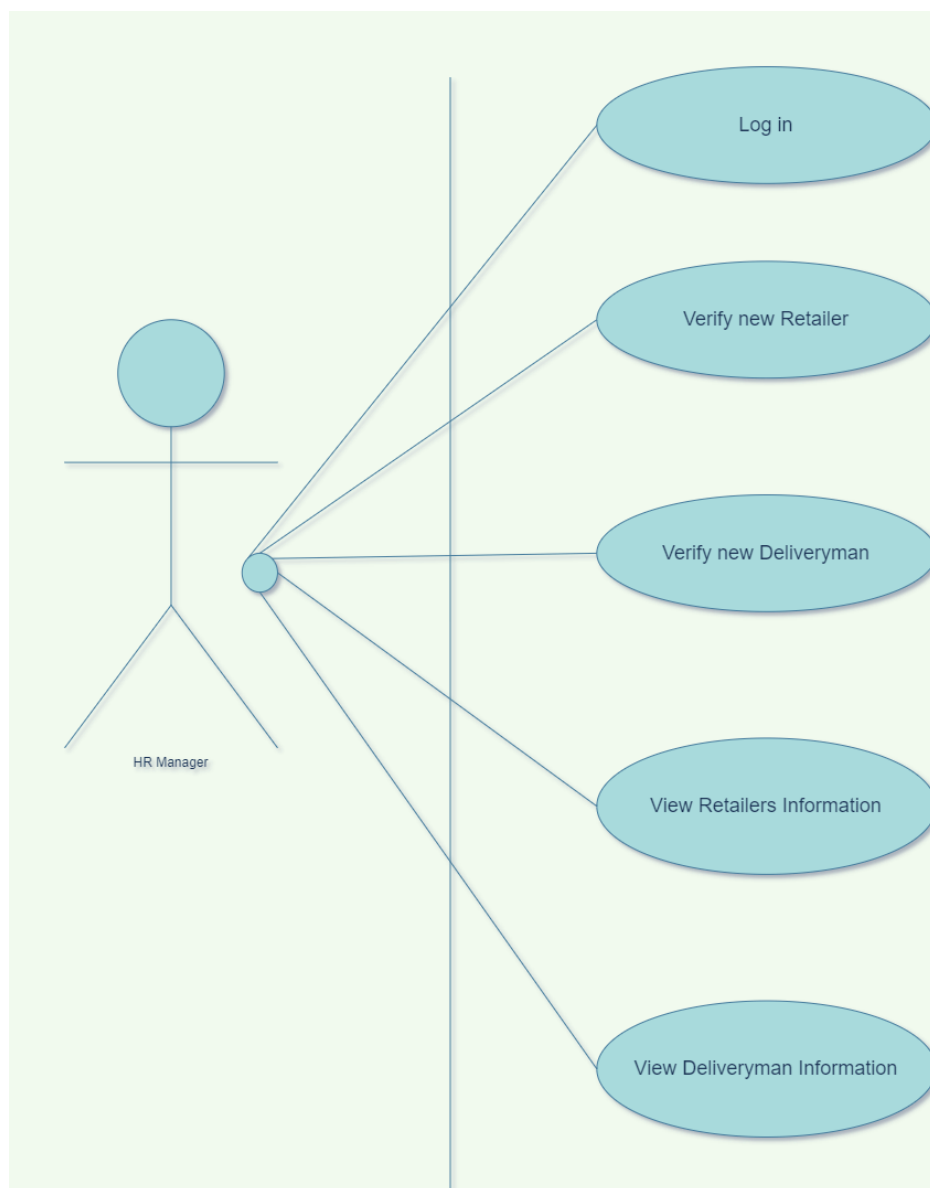 Log in
Verify new Retailer
Verify new Deliveryman
HR Manager
View Retailers Information
View Deliveryman Information